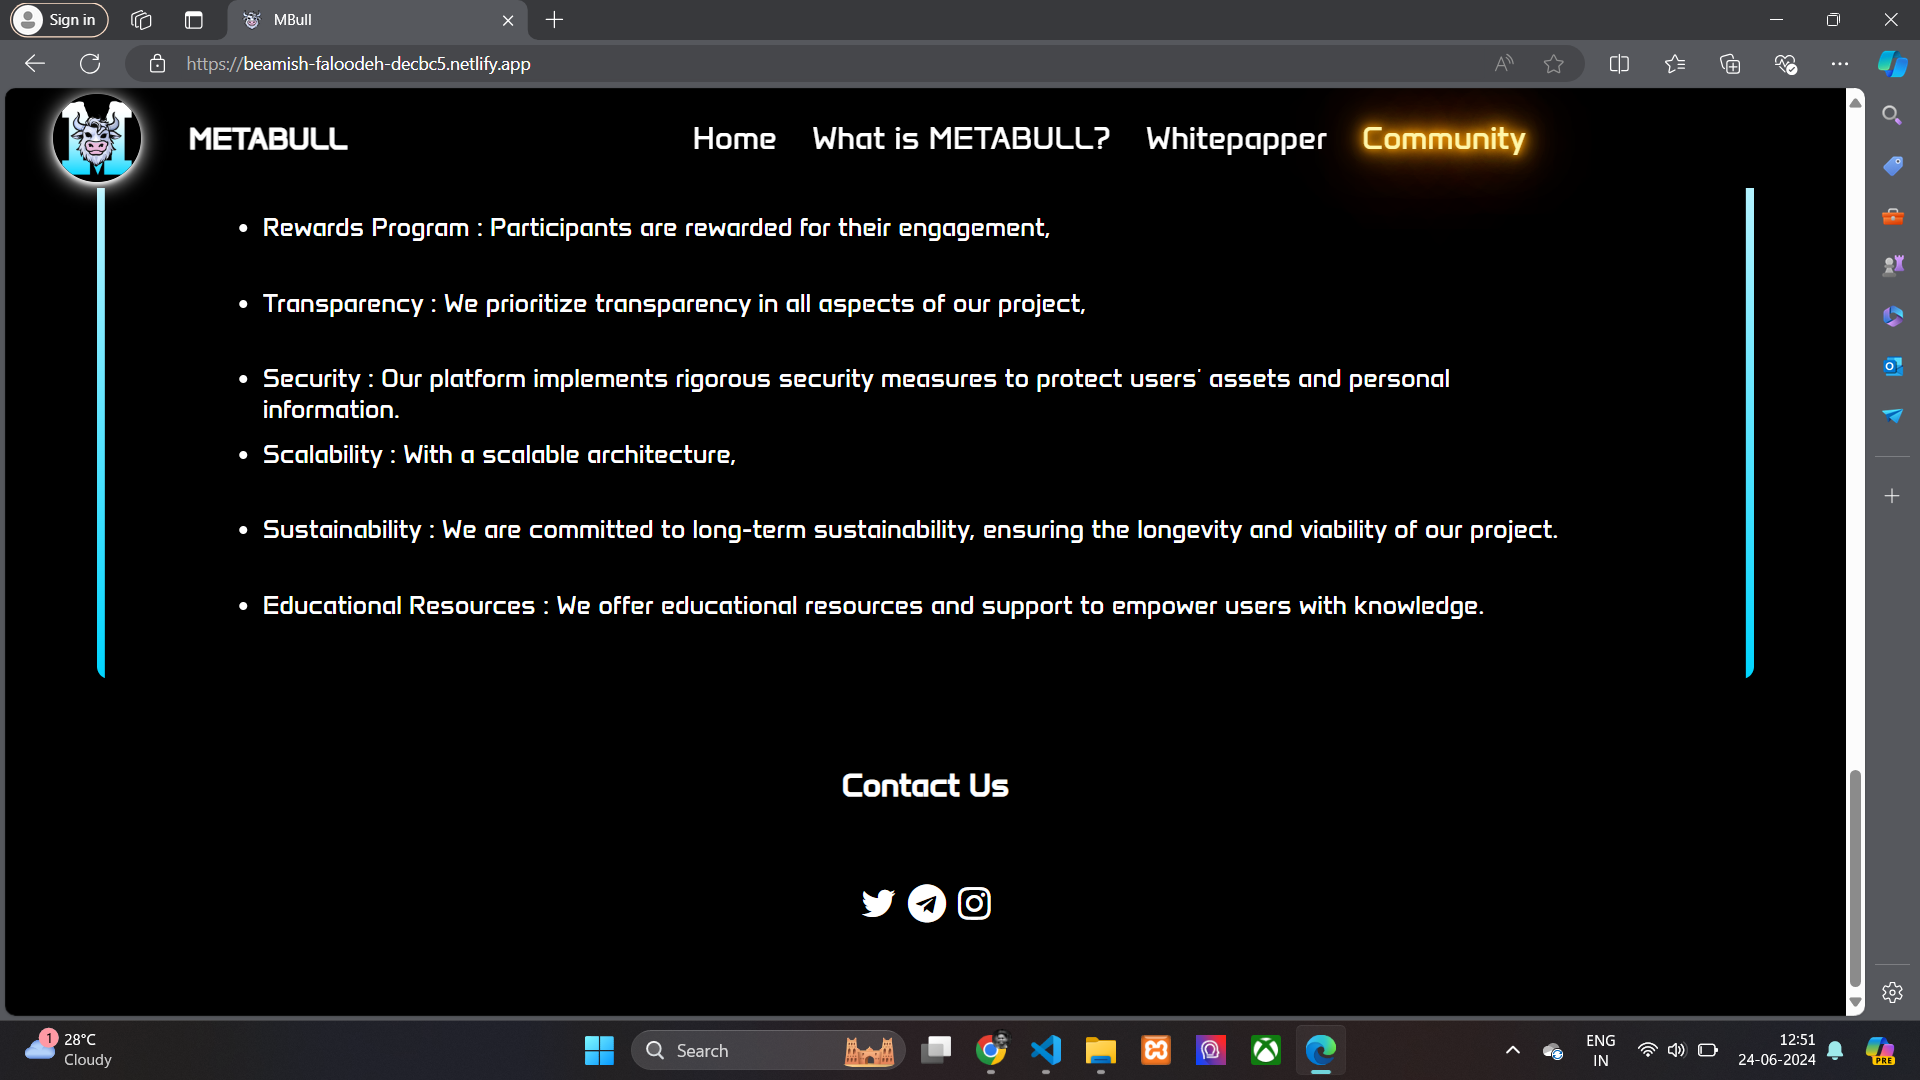 Sign in
MBull
https://beamish-faloodeh-decbc5.netlify.app
METABULL
Home
What is METABULL?
Whitepapper
Community
• Rewards Program : Participants are rewarded for their engagement,
• Transparency : We prioritize transparency in all aspects of our project,
• Security : Our platform implements rigorous security measures to protect users' assets and personal
information.
• Scalability : With a scalable architecture,
• Sustainability : We are committed to long-term sustainability, ensuring the longevity and viability of our project.
• Educational Resources : We offer educational resources and support to empower users with knowledge.
Contact Us
1
28°C
Cloudy
Search
ENG
IN
12:51
24-06-2024
PRE